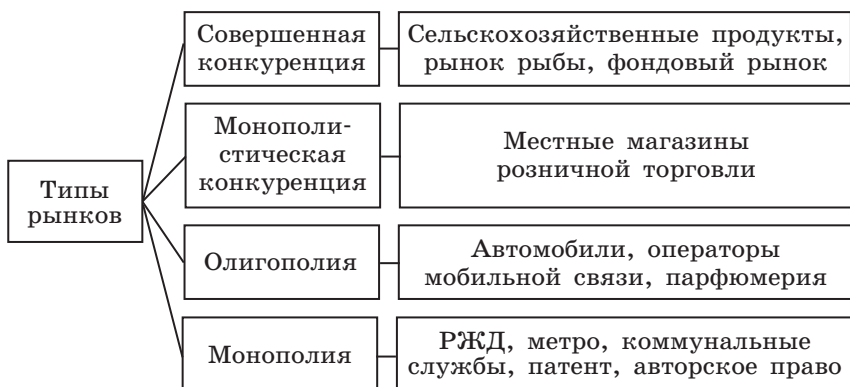 Типы
рынков
Совершенная
конкуренция
Сельскохозяйственные продукты,
рынок рыбы, фондовый рынок
Монополи-
стическая
конкуренция
Местные магазины
розничной торговли
Олигополия
Автомобили, операторы
мобильной связи, парфюмерия
Монополия
РЖД, метро, коммунальные
службы, патент, авторское право